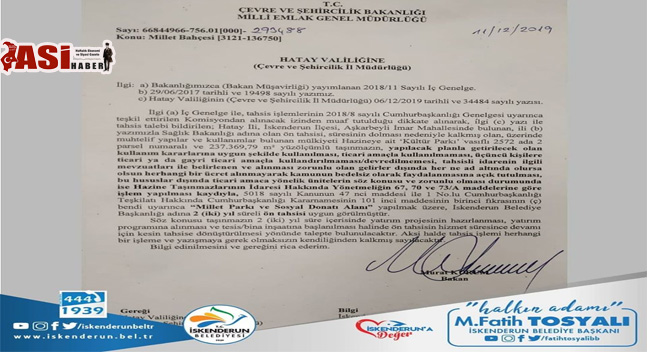 T.C.
ÇEVRE VE ŞEHİRCİLİK BAKANLIĞI
MİLLİ EMLAK GENEL MÜDÜRLÜĞÜ
Sayı: 66844966-756.01[000]-
11/12/2019
Konu: Millet Bahçesi [3121-136750]
ASİ
HABER
HATAY VALİLİĞİNE
(Çevre ve Şehircilik İl Müdürlüğü)
İlgi: a) Bakanlığımızca (Bakan Müşavirliği) yayımlanan 2018/11 Sayılı İç Genelge.
b) 29/06/2017 tarihli ve 19498 sayılı yazımız.
c) Hatay Valiliğinin (Çevre ve Şehircilik İl Müdürlüğü) 06/12/2019 tarihli ve 34484 sayılı yazısı.
İlgi (a) İç Genelge ile, tahsis işlemlerinin 2018/8 sayılı Cumhurbaşkanlığı Genelgesi uyarınca
teşkil ettirilen Komisyondan alınacak izinden muaf tutulduğu dikkate alınarak, ilgi (c) yazı ile
tahsis talebi bildirilen; Hatay İli, İskenderun İlçesi, Aşkarbeyli İmar Mahallesinde bulunan, ili (b)
yazımızla Sağlık Bakanlığı adına olan ön tahsisi, süresinin dolması nedeniyle kalkmış olan, üzerinde
muhtelif yapılar ve kullanımlar bulunan mülkiyeti Hazineye ait "Kültür Parkı" vasıflı 2572 ada 2
parsel numaralı ve 237.369,79 m² yüzölçümlü taşınmazın, yapılacak planla getirilecek olan
kullanım kararlarına uygun şekilde kullanılması, ticari amaçla kullanılmaması, üçüncü kişilere
ticari ya da gayri ticari amaçla kullandırılmaması/devredilmemesi, tahsisli idarenin ilgili
mevzuatları ile belirlenen ve alınması zorunlu olan gelirler dışında her ne ad altında olursa
olsun herhangi bir ücret alınmayarak kamunun bedelsiz olarak faydalanmasına açık tutulması,
bu hususlar dışında ticari amaca yönelik ünitelerin söz konusu ve zorunlu olması durumunda
ise Hazine Taşınmazlarının İdaresi Hakkında Yönetmeliğin 67, 70 ve 73/A maddelerine göre
işlem yapılması kaydıyla, 5018 sayılı Kanunun 47 nci maddesi ile 1 No.lu Cumhurbaşkanlığı
Teşkilatı Hakkında Cumhurbaşkanlığı Kararnamesinin 101 inci maddesinin birinci fıkrasının (ç)
bendi uyarınca "Millet Parkı ve Sosyal Donatı Alanı" yapılmak üzere, İskenderun Belediye
Başkanlığı adına 2 (iki) yıl süreli ön tahsisi uygun görülmüştür.
Söz konusu taşınmazın 2 (iki) yıl süre içerisinde yatırım projesinin hazırlanması, yatırım
programına alınması ve tesis/bina inşaatına başlanılması halinde ön tahsisin hizmet süresince devamı
için kesin tahsise dönüştürülmesi yönünde talepte bulunulacaktır. Aksi halde tahsis işlemi herhangi
bir işleme ve yazışmaya gerek olmaksızın kendiliğinden kalkmış sayılacaktır.
Bilgi edinilmesini ve gereğini rica ederim.
Murat KURUM
Bakan
Gereği
Hatay Valiliğine
Bilgi
444
1939
/iskenderunbeltr
iskenderun.bel.tr
T.C.
İSKENDERUN
BELEDİYESİ
İSKENDERUN'A
Değer
"halkın adamı"
M.Fatih TOSYALI
İSKENDERUN BELEDİYE BAŞKANI
/fatihtosyaliibb